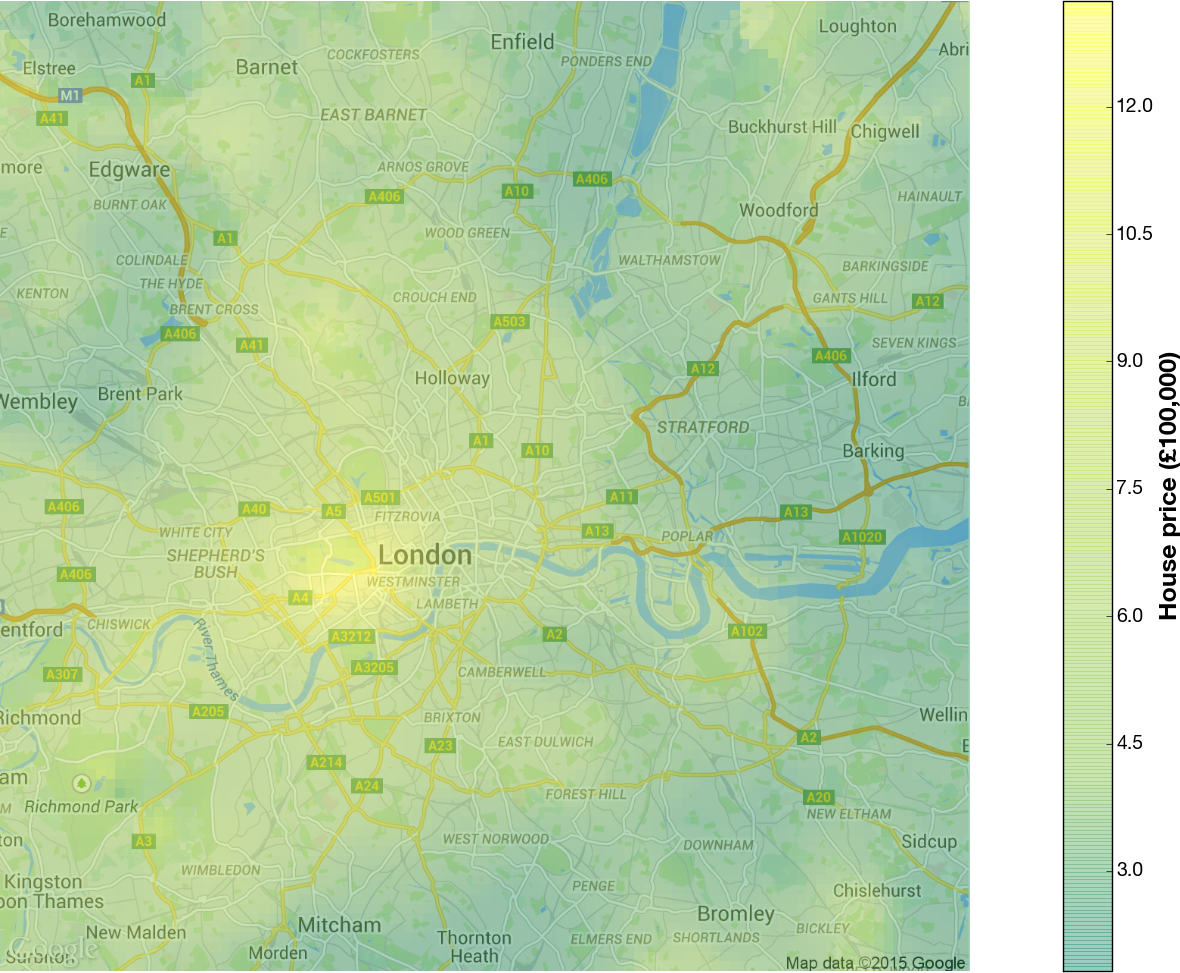 Borehamwood
Loughton
Enfield
COCKFOSTERS
Abri
Elstree
Barnet
PONDERS END
A1
M1
A41
EAST BARNET
Buckhurst Hill
Chigwell
more
Edgware
ARNOS GROVE
A406
A10
A406
HAINAULT
BURNT OAK
Woodford
A1
WOOD GREEN
COLINDALE
WALTHAMSTOW
BARKINGSIDE
THE HYDE
KENTON
CROUCH END
GANTS HILL
A12
BRENT CROSS
A503
A406
A41
SEVEN KINGS
A406
A12
Holloway
Ilford
Wembley
Brent Park
STRATFORD
A1
A10
Barking
A406
A40
A5
A501
A11
FITZROVIA
A13
WHITE CITY
A13
POPLAR
A1020
SHEPHERD'S
BUSH
London
A406
WESTMINSTER
A4
LAMBETH
entford
CHISWICK
A3212
A2
A102
River Thames
A307
A3205
CAMBERWELL
A205
Richmond
BRIXTON
Wellin
A23
EAST DULWICH
A2
E
A214
am
A24
FOREST HILL
A20
Richmond Park
NEW ELTHAM
A3
WEST NORWOOD
DOWNHAM
Sidcup
ton
WIMBLEDON
Kingston
pon Thames
PENGE
Chislehurst
New Malden
Mitcham
Bromley
BICKLEY
Thornton
Heath
ELMERS END
SHORTLANDS
Google
Surbiton
Morden
Map data ©2015 Google
12.0
10.5
9.0
7.5
6.0
4.5
3.0
House price (£100,000)